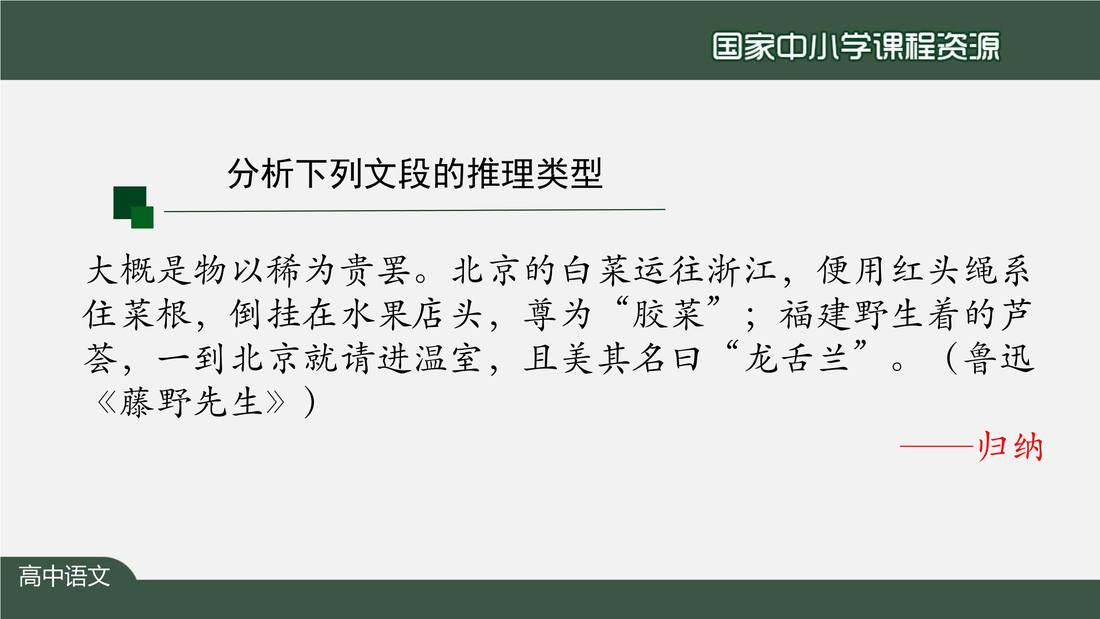 国家中小学课程资源
分析下列文段的推理类型
大概是物以稀为贵罢。北京的白菜运往浙江，便用红头绳系
住菜根，倒挂在水果店头，尊为“胶菜”；福建野生着的芦
荟，一到北京就请进温室，且美其名曰“龙舌兰”。（鲁迅
《藤野先生》）
——归纳
高中语文